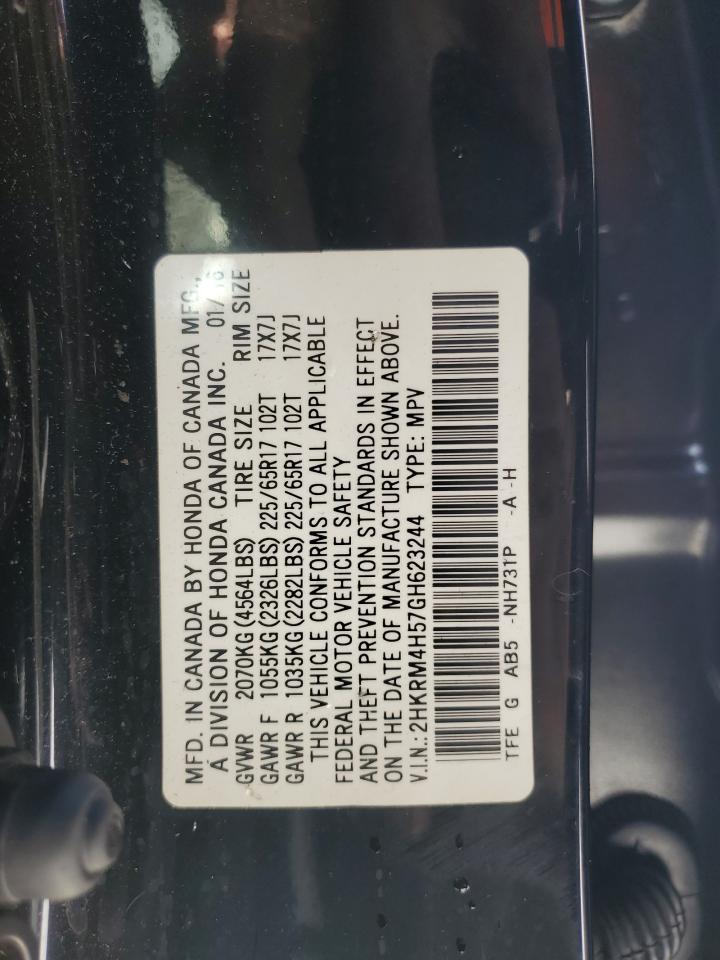 MFD. IN CANADA BY HONDA OF CANADA MFG.,
A DIVISION OF HONDA CANADA INC. 01/16
GVWR 2070KG (4564LBS) TIRE SIZE RIM SIZE
GAWR F 1055KG (2326LBS) 225/65R17 102T 17X7J
GAWR R 1035KG (2282LBS) 225/65R17 102T 17X7J
THIS VEHICLE CONFORMS TO ALL APPLICABLE
FEDERAL MOTOR VEHICLE SAFETY
AND THEFT PREVENTION STANDARDS IN EFFECT
ON THE DATE OF MANUFACTURE SHOWN ABOVE.
V.I.N.: 2HKRM4H57GH623244 TYPE: MPV
TFE G AB5 -NH731P -A -H